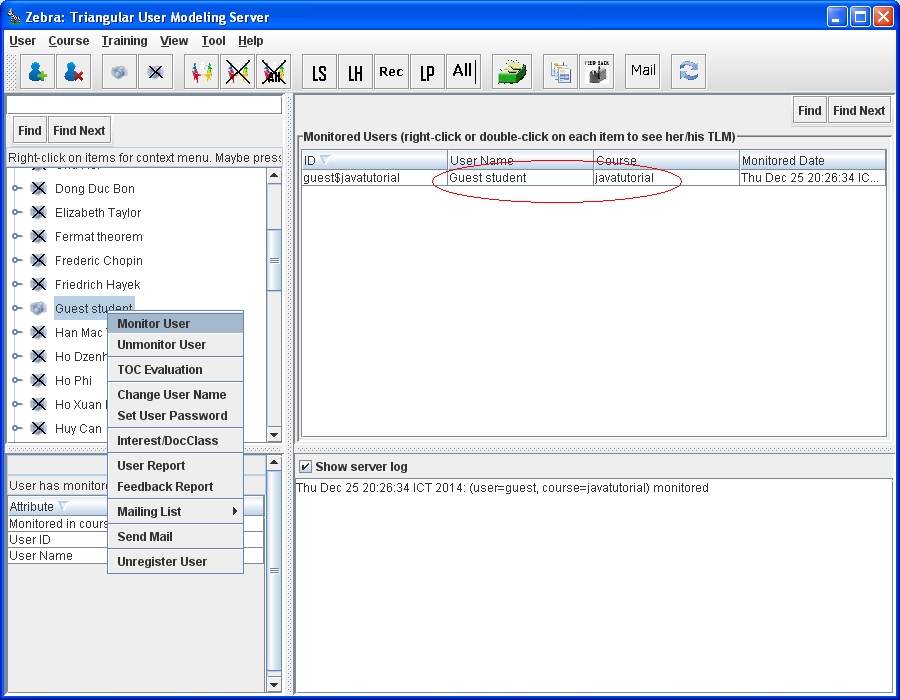 Zebra: Triangular User Modeling Server
User Course Training View Tool Help
LS LH Rec LP All Mail
Find Find Next
Right-click on items for context menu. Maybe press
Dong Duc Bon
Elizabeth Taylor
Fermat theorem
Frederic Chopin
Friedrich Hayek
Guest student
Han Mac
Ho Dzenh
Ho Phi
Ho Xuan
Huy Can
Monitor User
Unmonitor User
TOC Evaluation
Change User Name
Set User Password
Interest/DocClass
User Report
Feedback Report
Mailing List
Send Mail
Unregister User
User has monitor
Attribute
Monitored in cours
User ID
User Name
Find Find Next
Monitored Users (right-click or double-click on each item to see her/his TLM)
ID User Name Course Monitored Date
guest$javatutorial Guest student javatutorial Thu Dec 25 20:26:34 IC...
Show server log
Thu Dec 25 20:26:34 ICT 2014: (user=guest, course=javatutorial) monitored